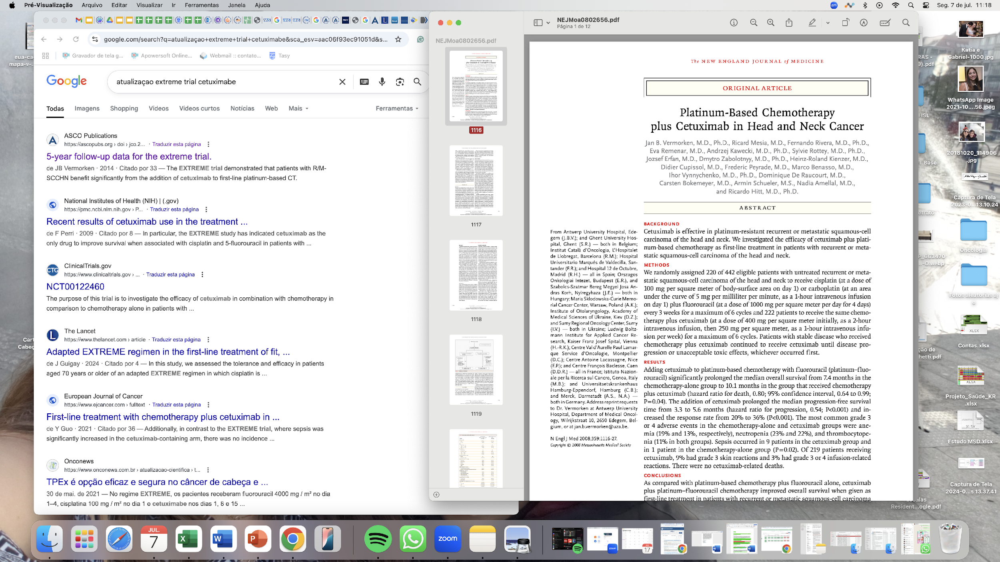 Pré-Visualização Arquivo Editar Visualizar Ir Ferramentas Janela Ajuda
zm
Seg. 7 de jul. 11:18
google.com/search?q=atualizaçao+extreme+trial+cetuximabe&sca_esv=aac06f93ec91051d&s...
Gravador de tela g... Apowersoft Online... Webmail :: contato... Tasy
Google
atualizaçao extreme trial cetuximabe
Todas Imagens Shopping Vídeos Vídeos curtos Notícias Web Mais Ferramentas
ASCO Publications
https://ascopubs.org › doi › jco.2... · Traduzir esta página
5-year follow-up data for the extreme trial.
de JB Vermorken · 2014 · Citado por 33 — The EXTREME trial demonstrated that patients with R/M-
SCCHN benefit significantly from the addition of cetuximab to first-line platinum-based CT.
National Institutes of Health (NIH) | (.gov)
https://pmc.ncbi.nlm.nih.gov › P... · Traduzir esta página
Recent results of cetuximab use in the treatment ...
de F Perri · 2009 · Citado por 8 — In particular, the EXTREME study has indicated cetuximab as the
only drug to improve survival when associated with cisplatin and 5-fluorouracil in patients with ...
CTG
ClinicalTrials.gov
https://www.clinicaltrials.gov › ... · Traduzir esta página
NCT00122460
The purpose of this trial is to investigate the efficacy of cetuximab in combination with chemotherapy in
comparison to chemotherapy alone in patients with ...
L
The Lancet
https://www.thelancet.com › article · Traduzir esta página
Adapted EXTREME regimen in the first-line treatment of fit, ...
de J Guigay · 2024 · Citado por 4 — In this study, we assessed the tolerance and efficacy in patients
aged 70 years or older of an adapted EXTREME regimen in which cisplatin is ...
European Journal of Cancer
https://www.ejcancer.com › fulltext · Traduzir esta página
First-line treatment with chemotherapy plus cetuximab in ...
de Y Guo · 2021 · Citado por 36 — Additionally, in contrast to the EXTREME trial, where sepsis was
significantly increased in the cetuximab-containing arm, there was no incidence ...
Onconews
https://www.onconews.com.br › atualizacao-cientifica › t...
TPEx é opção eficaz e segura no câncer de cabeça e ...
30 de mai. de 2021 — No regime EXTREME, os pacientes receberam fluorouracil 4000 mg / m² no dia
1–4, cisplatina 100 mg / m² no dia 1 e cetuximabe nos dias 1, 8 e 15 ...
NEJMoa0802656.pdf
1116
1117
1118
1119
NEJMoa0802656.pdf
Página 1 de 12
The NEW ENGLAND JOURNAL of MEDICINE
ORIGINAL ARTICLE
Platinum-Based Chemotherapy
plus Cetuximab in Head and Neck Cancer
Jan B. Vermorken, M.D., Ph.D., Ricard Mesia, M.D., Fernando Rivera, M.D., Ph.D.,
Eva Remenar, M.D., Andrzej Kawecki, M.D., Ph.D., Sylvie Rottey, M.D., Ph.D.,
Jozsef Erfan, M.D., Dmytro Zabolotnyy, M.D., Ph.D., Heinz-Roland Kienzer, M.D.,
Didier Cupissol, M.D., Frederic Peyrade, M.D., Marco Benasso, M.D.,
Ihor Vynnychenko, M.D., Ph.D., Dominique De Raucourt, M.D.,
Carsten Bokemeyer, M.D., Armin Schueler, M.S., Nadia Amellal, M.D.,
and Ricardo Hitt, M.D., Ph.D.
ABSTRACT
From Antwerp University Hospital, Ede-
gem (J.B.V.); and Ghent University Hos-
pital, Ghent (S.R.) — both in Belgium;
Institut Català d'Oncologia, L'Hospitalet
de Llobregat, Barcelona (R.M.); Hospital
Universitario Marqués de Valdecilla, San-
tander (F.R.); and Hospital 12 de Octubre,
Madrid (R.H.) — all in Spain; Orszagos
Onkologiai Intezet, Budapest (E.R.), and
Szabolcs-Szatmar Bereg Megyei Josa An-
dras Korh, Nyiregyhaza (J.E.) — both in
Hungary; Maria Sklodowska-Curie Memo-
rial Cancer Center, Warsaw, Poland (A.K.);
Institute of Otolaryngology, Academy of
Medical Sciences of Ukraine, Kiev (D.Z.);
and Sumy Regional Oncology Center, Sumy
(I.V.) — both in Ukraine; Ludwig Boltz-
mann Institute for Applied Cancer Re-
search, Kaiser Franz Josef Spital, Vienna
(H.-R.K.); Centre Val d'Aurelle Paul Lamar-
que Service d'Oncologie, Montpellier
(D.C.); Centre Antoine Lacassagne, Nice
(F.P.); and Centre François Baclesse, Caen
(D.D.R.) — all in France; Istituto Nazion-
ale per la Ricerca sul Cancro, Genoa, Italy
(M.B.); and Universitaetskrankenhaus
Hamburg-Eppendorf, Hamburg (C.B.);
and Merck, Darmstadt (A.S., N.A.) —
both in Germany. Address reprint requests
to Dr. Vermorken at Antwerp University
Hospital, Department of Medical Oncol-
ogy, Wilrijkstraat 10, 2650 Edegem, Bel-
gium, or at jan.b.vermorken@uza.be.
N Engl J Med 2008;359:1116-27.
Copyright © 2008 Massachusetts Medical Society
BACKGROUND
Cetuximab is effective in platinum-resistant recurrent or metastatic squamous-cell
carcinoma of the head and neck. We investigated the efficacy of cetuximab plus plati-
num-based chemotherapy as first-line treatment in patients with recurrent or meta-
static squamous-cell carcinoma of the head and neck.
METHODS
We randomly assigned 220 of 442 eligible patients with untreated recurrent or meta-
static squamous-cell carcinoma of the head and neck to receive cisplatin (at a dose of
100 mg per square meter of body-surface area on day 1) or carboplatin (at an area
under the curve of 5 mg per milliliter per minute, as a 1-hour intravenous infusion
on day 1) plus fluorouracil (at a dose of 1000 mg per square meter per day for 4 days)
every 3 weeks for a maximum of 6 cycles and 222 patients to receive the same chemo-
therapy plus cetuximab (at a dose of 400 mg per square meter initially, as a 2-hour
intravenous infusion, then 250 mg per square meter, as a 1-hour intravenous infu-
sion per week) for a maximum of 6 cycles. Patients with stable disease who received
chemotherapy plus cetuximab continued to receive cetuximab until disease pro-
gression or unacceptable toxic effects, whichever occurred first.
RESULTS
Adding cetuximab to platinum-based chemotherapy with fluorouracil (platinum–fluo-
rouracil) significantly prolonged the median overall survival from 7.4 months in the
chemotherapy-alone group to 10.1 months in the group that received chemotherapy
plus cetuximab (hazard ratio for death, 0.80; 95% confidence interval, 0.64 to 0.99;
P=0.04). The addition of cetuximab prolonged the median progression-free survival
time from 3.3 to 5.6 months (hazard ratio for progression, 0.54; P<0.001) and in-
creased the response rate from 20% to 36% (P<0.001). The most common grade 3
or 4 adverse events in the chemotherapy-alone and cetuximab groups were ane-
mia (19% and 13%, respectively), neutropenia (23% and 22%), and thrombocytope-
nia (11% in both groups). Sepsis occurred in 9 patients in the cetuximab group and
in 1 patient in the chemotherapy-alone group (P=0.02). Of 219 patients receiving
cetuximab, 9% had grade 3 skin reactions and 3% had grade 3 or 4 infusion-related
reactions. There were no cetuximab-related deaths.
CONCLUSIONS
As compared with platinum-based chemotherapy plus fluorouracil alone, cetuximab
plus platinum–fluorouracil chemotherapy improved overall survival when given as
first-line treatment in patients with recurrent or metastatic squamous-cell carcinoma
eua-ca
mapa-v-...
Cart
Cabeç
Katia e
Gabriel-1000.jpg
RAS -
0).pdf
WhatsApp Image
2021-10....56.jpeg
HSL
20181020_114906
.jpg
T Base
Captura de Tela
2023-0...13.10.24
etrato
Oncologia
P_663470
...-O.webp
Fotos aleatorias a/
e
XLSX
Contas.xlsx
ção de
hetti.pdf
XLSX
Projeto_Saúde_KR
.xlsx
XLSX
Estudo MSD.xlsx
Captura de Tela
2024-0...s 13.37.41
Resident...ogle.pdf
JUL.
7
X
W
P
zoom
zoom
17